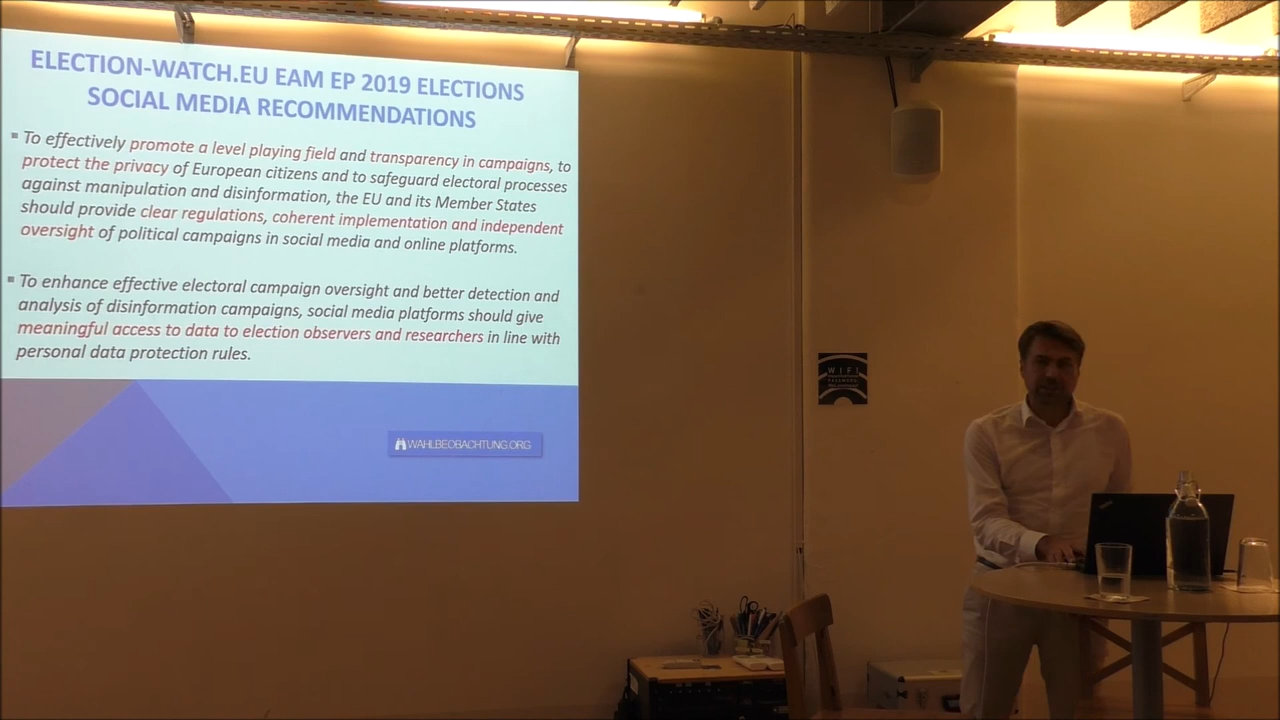 ELECTION-WATCH.EU EAM EP 2019 ELECTIONS
SOCIAL MEDIA RECOMMENDATIONS
▪ To effectively promote a level playing field and transparency in campaigns, to
protect the privacy of European citizens and to safeguard electoral processes
against manipulation and disinformation, the EU and its Member States
should provide clear regulations, coherent implementation and independent
oversight of political campaigns in social media and online platforms.
▪ To enhance effective electoral campaign oversight and better detection and
analysis of disinformation campaigns, social media platforms should give
meaningful access to data to election observers and researchers in line with
personal data protection rules.
WAHLBEOBACHTUNG.ORG
WIFI
PASSWORD